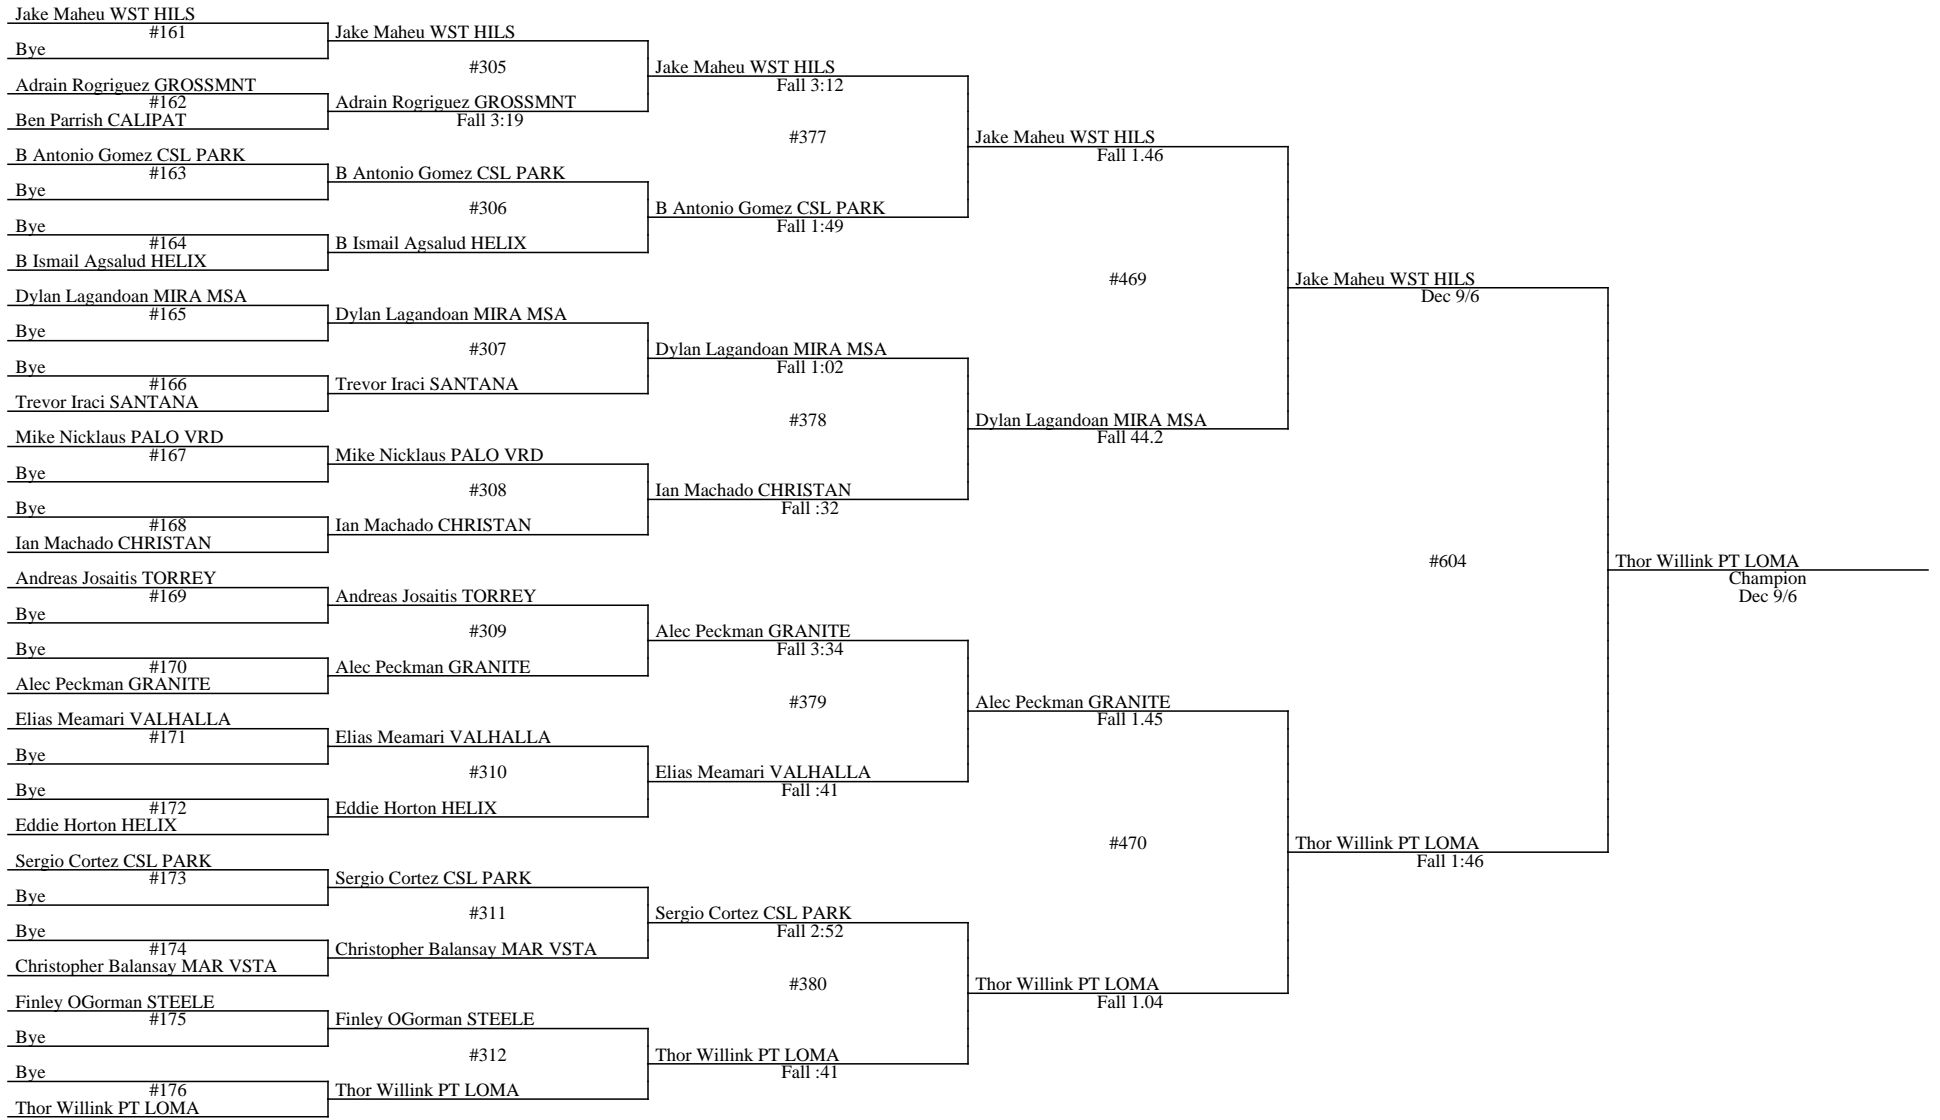 Jake Maheu WST HILS
#161
Bye
Adrain Rogriguez GROSSMNT
#162
Ben Parrish CALIPAT
B Antonio Gomez CSL PARK
#163
Bye
Bye
#164
B Ismail Agsalud HELIX
Dylan Lagandoan MIRA MSA
#165
Bye
Bye
#166
Trevor Iraci SANTANA
Mike Nicklaus PALO VRD
#167
Bye
Bye
#168
Ian Machado CHRISTAN
Andreas Josaitis TORREY
#169
Bye
Bye
#170
Alec Peckman GRANITE
Elias Meamari VALHALLA
#171
Bye
Bye
#172
Eddie Horton HELIX
Sergio Cortez CSL PARK
#173
Bye
Bye
#174
Christopher Balansay MAR VSTA
Finley OGorman STEELE
#175
Bye
Bye
#176
Thor Willink PT LOMA
Jake Maheu WST HILS
#305
Adrain Rogriguez GROSSMNT
Fall 3:19
B Antonio Gomez CSL PARK
#306
B Ismail Agsalud HELIX
Dylan Lagandoan MIRA MSA
#307
Trevor Iraci SANTANA
Mike Nicklaus PALO VRD
#308
Ian Machado CHRISTAN
Andreas Josaitis TORREY
#309
Alec Peckman GRANITE
Elias Meamari VALHALLA
#310
Eddie Horton HELIX
Sergio Cortez CSL PARK
#311
Christopher Balansay MAR VSTA
Finley OGorman STEELE
#312
Thor Willink PT LOMA
Jake Maheu WST HILS
Fall 3:12
#377
B Antonio Gomez CSL PARK
Fall 1:49
Dylan Lagandoan MIRA MSA
Fall 1:02
#378
Ian Machado CHRISTAN
Fall :32
Alec Peckman GRANITE
Fall 3:34
#379
Elias Meamari VALHALLA
Fall :41
Sergio Cortez CSL PARK
Fall 2:52
#380
Thor Willink PT LOMA
Fall :41
Jake Maheu WST HILS
Fall 1.46
#469
Dylan Lagandoan MIRA MSA
Fall 44.2
Alec Peckman GRANITE
Fall 1.45
#470
Thor Willink PT LOMA
Fall 1.04
Jake Maheu WST HILS
Dec 9/6
#604
Thor Willink PT LOMA
Fall 1:46
Thor Willink PT LOMA
Champion
Dec 9/6